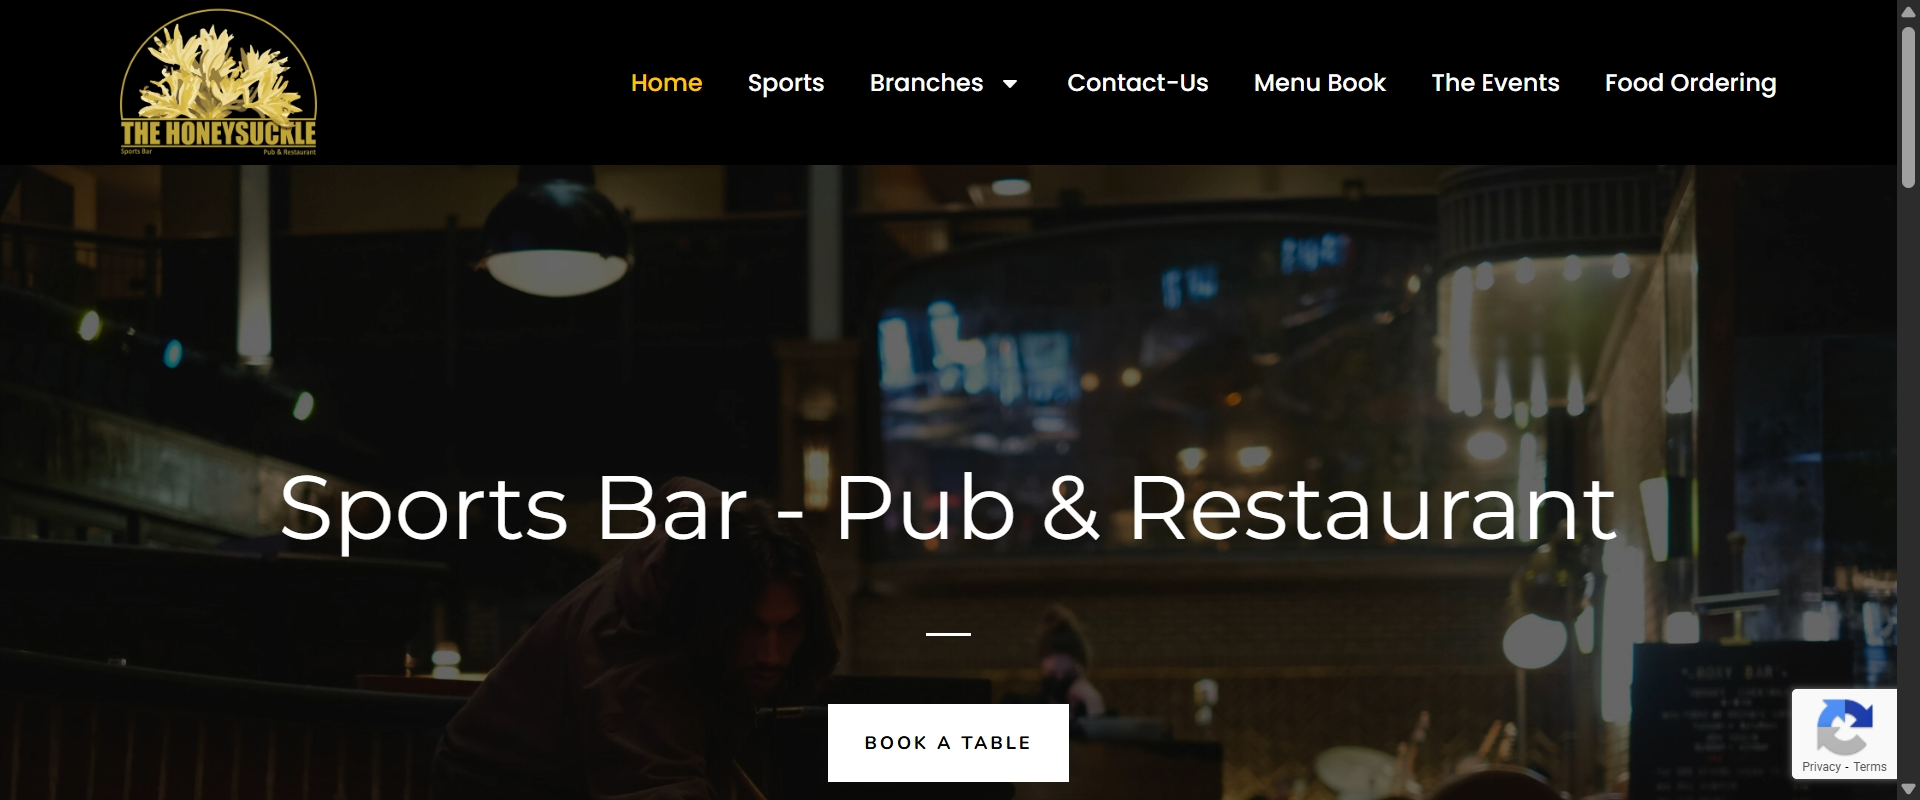 THE HONEYSUCKLE
Sports Bar Pub & Restaurant
Home Sports Branches Contact-Us Menu Book The Events Food Ordering
Sports Bar - Pub & Restaurant
BOOK A TABLE
Privacy - Terms